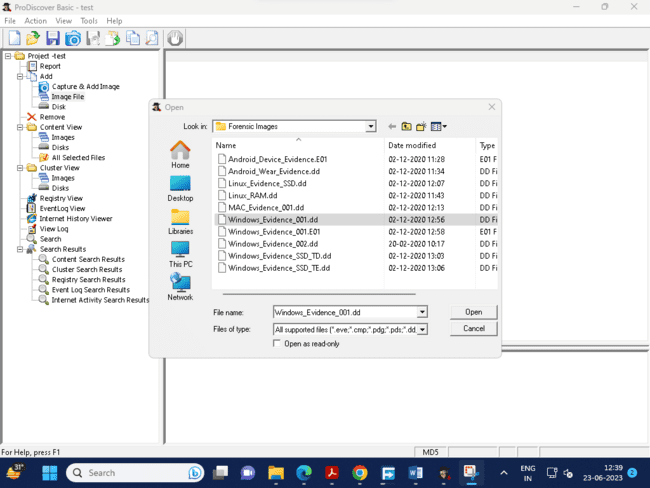 ProDiscover Basic - test
File Action View Tools Help
Project -test
Report
Add
Capture & Add Image
Image File
Disk
Remove
Content View
Images
Disks
All Selected Files
Cluster View
Images
Disks
Registry View
EventLog View
Internet History Viewer
View Log
Search
Search Results
Content Search Results
Cluster Search Results
Registry Search Results
Event Log Search Results
Internet Activity Search Results
Open
Look in: Forensic Images
Home
Desktop
Libraries
This PC
Network
Name Date modified Type
Android_Device_Evidence.E01 02-12-2020 11:28 E01 Fi
Android_Wear_Evidence.dd 02-12-2020 11:34 DD Fi
Linux_Evidence_SSD.dd 02-12-2020 12:07 DD Fi
Linux_RAM.dd 02-12-2020 11:43 DD Fi
MAC_Evidence_001.dd 02-12-2020 12:13 DD Fi
Windows_Evidence_001.dd 02-12-2020 12:56 DD Fi
Windows_Evidence_001.E01 02-12-2020 12:58 E01 F
Windows_Evidence_002.dd 20-02-2020 10:17 DD Fi
Windows_Evidence_SSD_TD.dd 02-12-2020 13:03 DD Fi
Windows_Evidence_SSD_TE.dd 02-12-2020 13:06 DD Fi
File name: Windows_Evidence_001.dd Open
Files of type: All supported files (*.eve;*.cmp;*.pdg;*.pds;*.dd, Cancel
Open as read-only
For Help, press F1 MD5
31°
Search
ENG
IN
12:39
23-06-2023